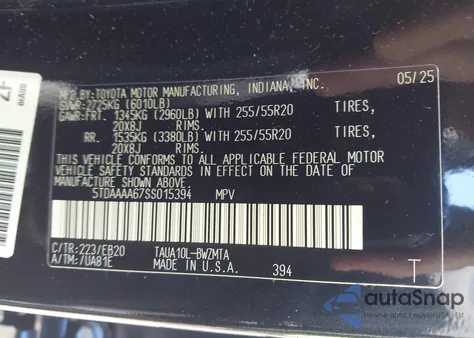 MFD.BY:TOYOTA MOTOR MANUFACTURING, INDIANA, INC. 05/25
GVWR:2725KG (6010LB)
GAWR:FRT. 1345KG (2960LB) WITH 255/55R20 TIRES,
20X8J RIMS.
RR. 1535KG (3380LB) WITH 255/55R20 TIRES,
20X8J RIMS.
THIS VEHICLE CONFORMS TO ALL APPLICABLE FEDERAL MOTOR
VEHICLE SAFETY STANDARDS IN EFFECT ON THE DATE OF
MANUFACTURE SHOWN ABOVE.
5TDAAAA67SS015394 MPV
C/TR:223/EB20 TAUA10L-BWZMTA
A/TM:/UA81E MADE IN U.S.A. 394 T
autoSnap